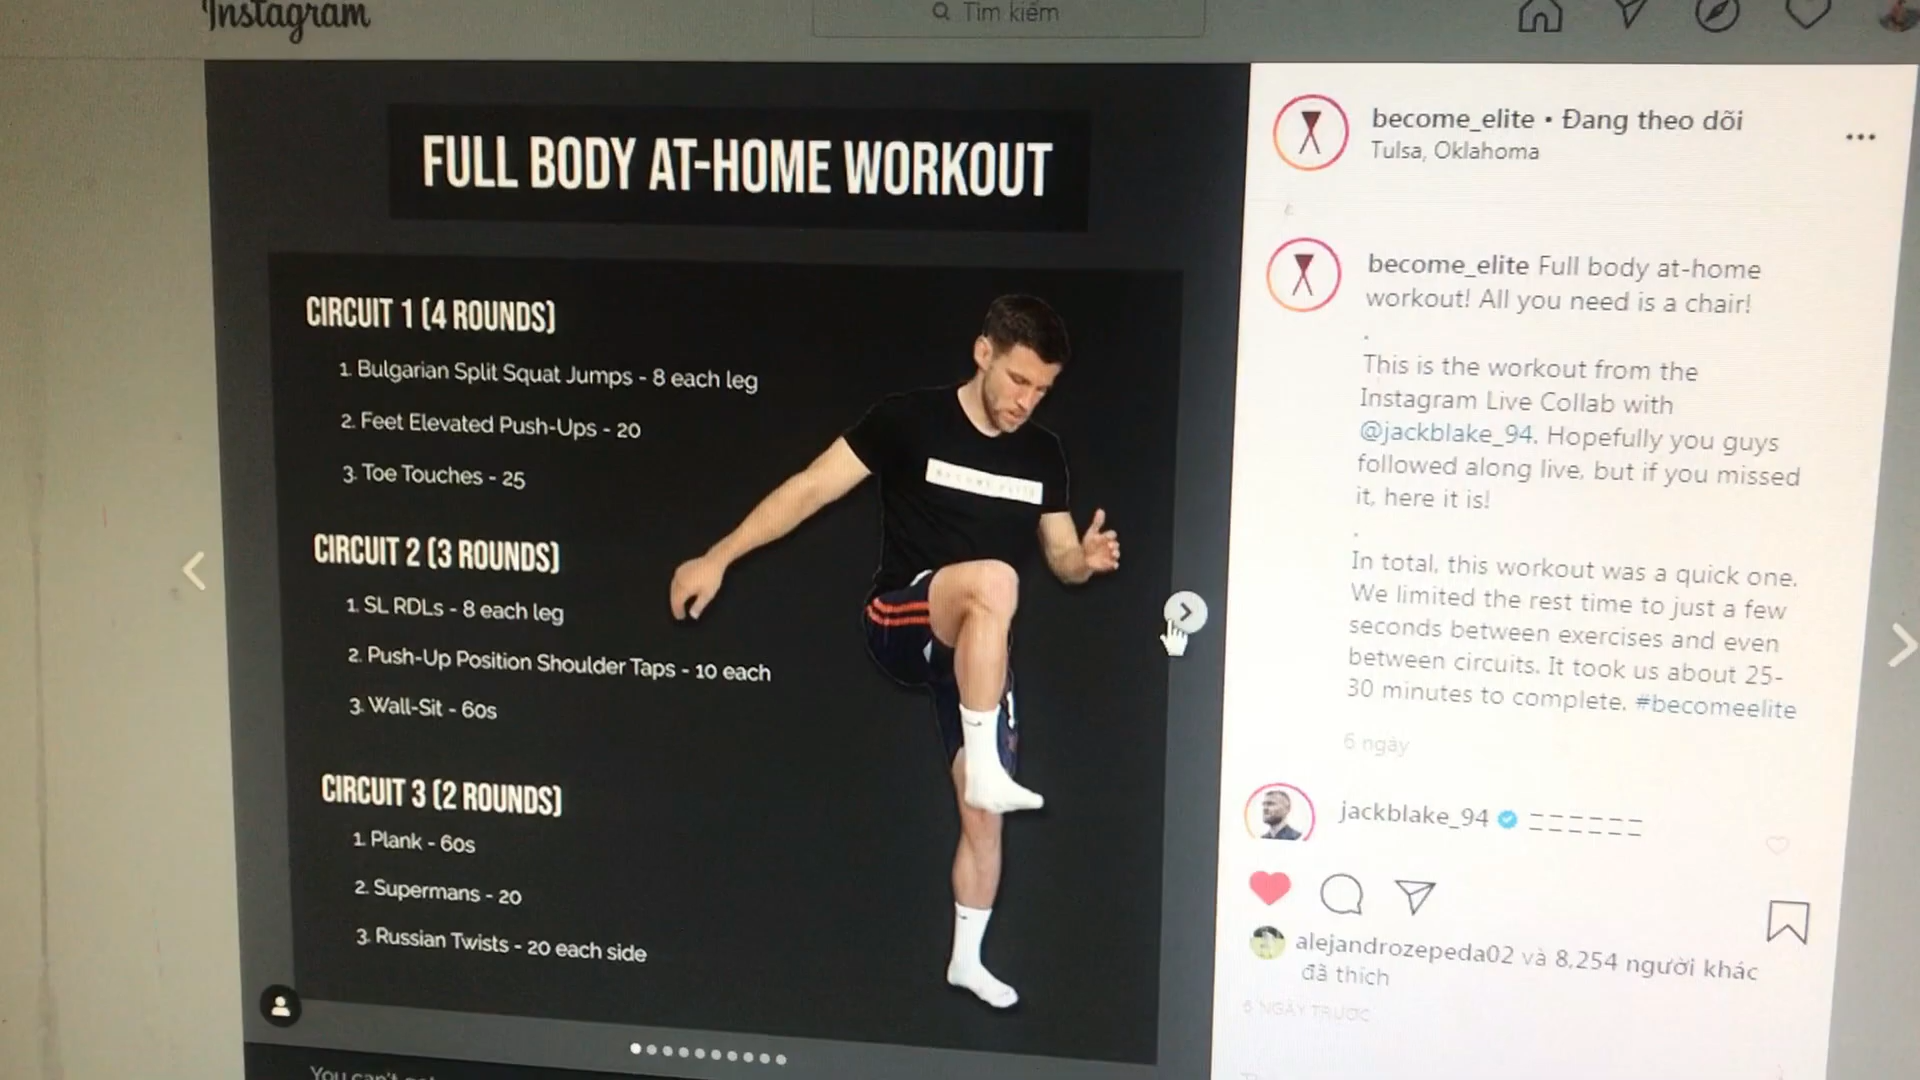 Instagram
Tìm kiếm
FULL BODY AT-HOME WORKOUT
CIRCUIT 1 (4 ROUNDS)
1. Bulgarian Split Squat Jumps - 8 each leg
2. Feet Elevated Push-Ups - 20
3. Toe Touches - 25
CIRCUIT 2 (3 ROUNDS)
1. SL RDLs - 8 each leg
2. Push-Up Position Shoulder Taps - 10 each
3. Wall-Sit - 60s
CIRCUIT 3 (2 ROUNDS)
1. Plank - 60s
2. Supermans - 20
3. Russian Twists - 20 each side
You can't
become_elite • Đang theo dõi
Tulsa, Oklahoma
become_elite Full body at-home
workout! All you need is a chair!
.
This is the workout from the
Instagram Live Collab with
@jackblake_94. Hopefully you guys
followed along live, but if you missed
it, here it is!
.
In total, this workout was a quick one.
We limited the rest time to just a few
seconds between exercises and even
between circuits. It took us about 25-
30 minutes to complete. #becomeelite
6 ngày
jackblake_94
alejandrozepeda02 và 8.254 người khác
đã thích
6 NGÀY TRƯỚC